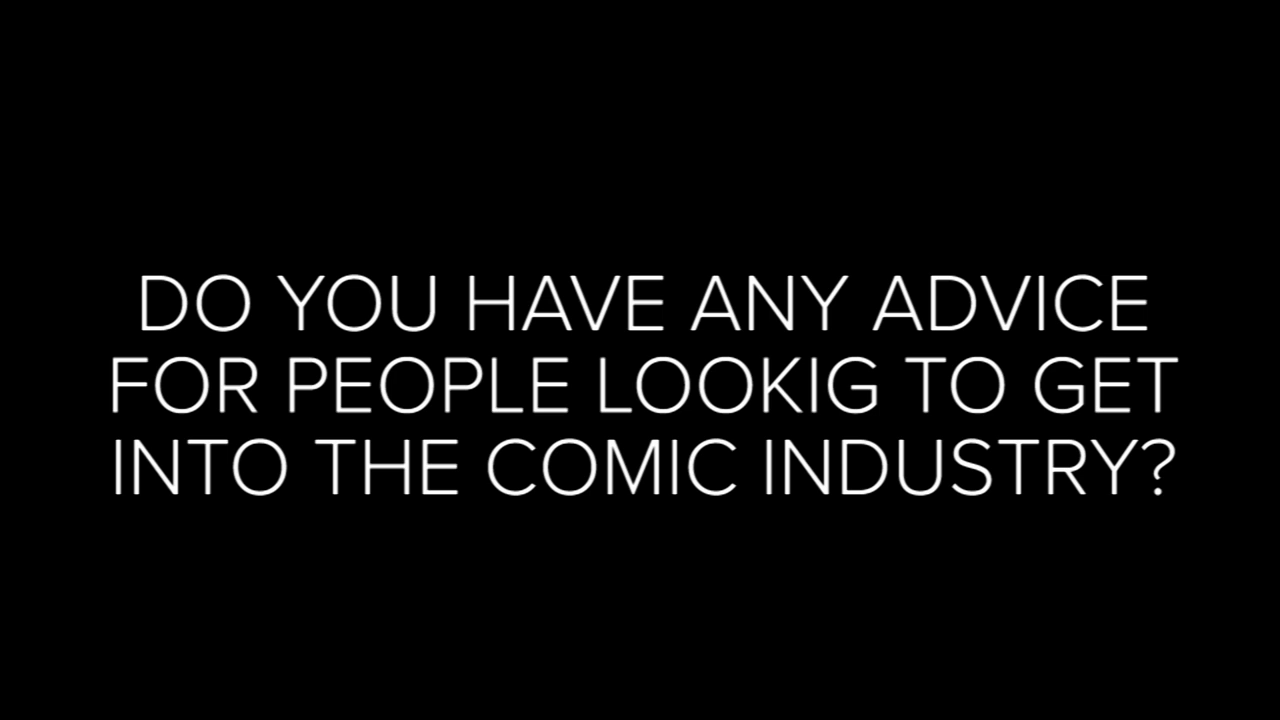 DO YOU HAVE ANY ADVICE
FOR PEOPLE LOOKIG TO GET
INTO THE COMIC INDUSTRY?